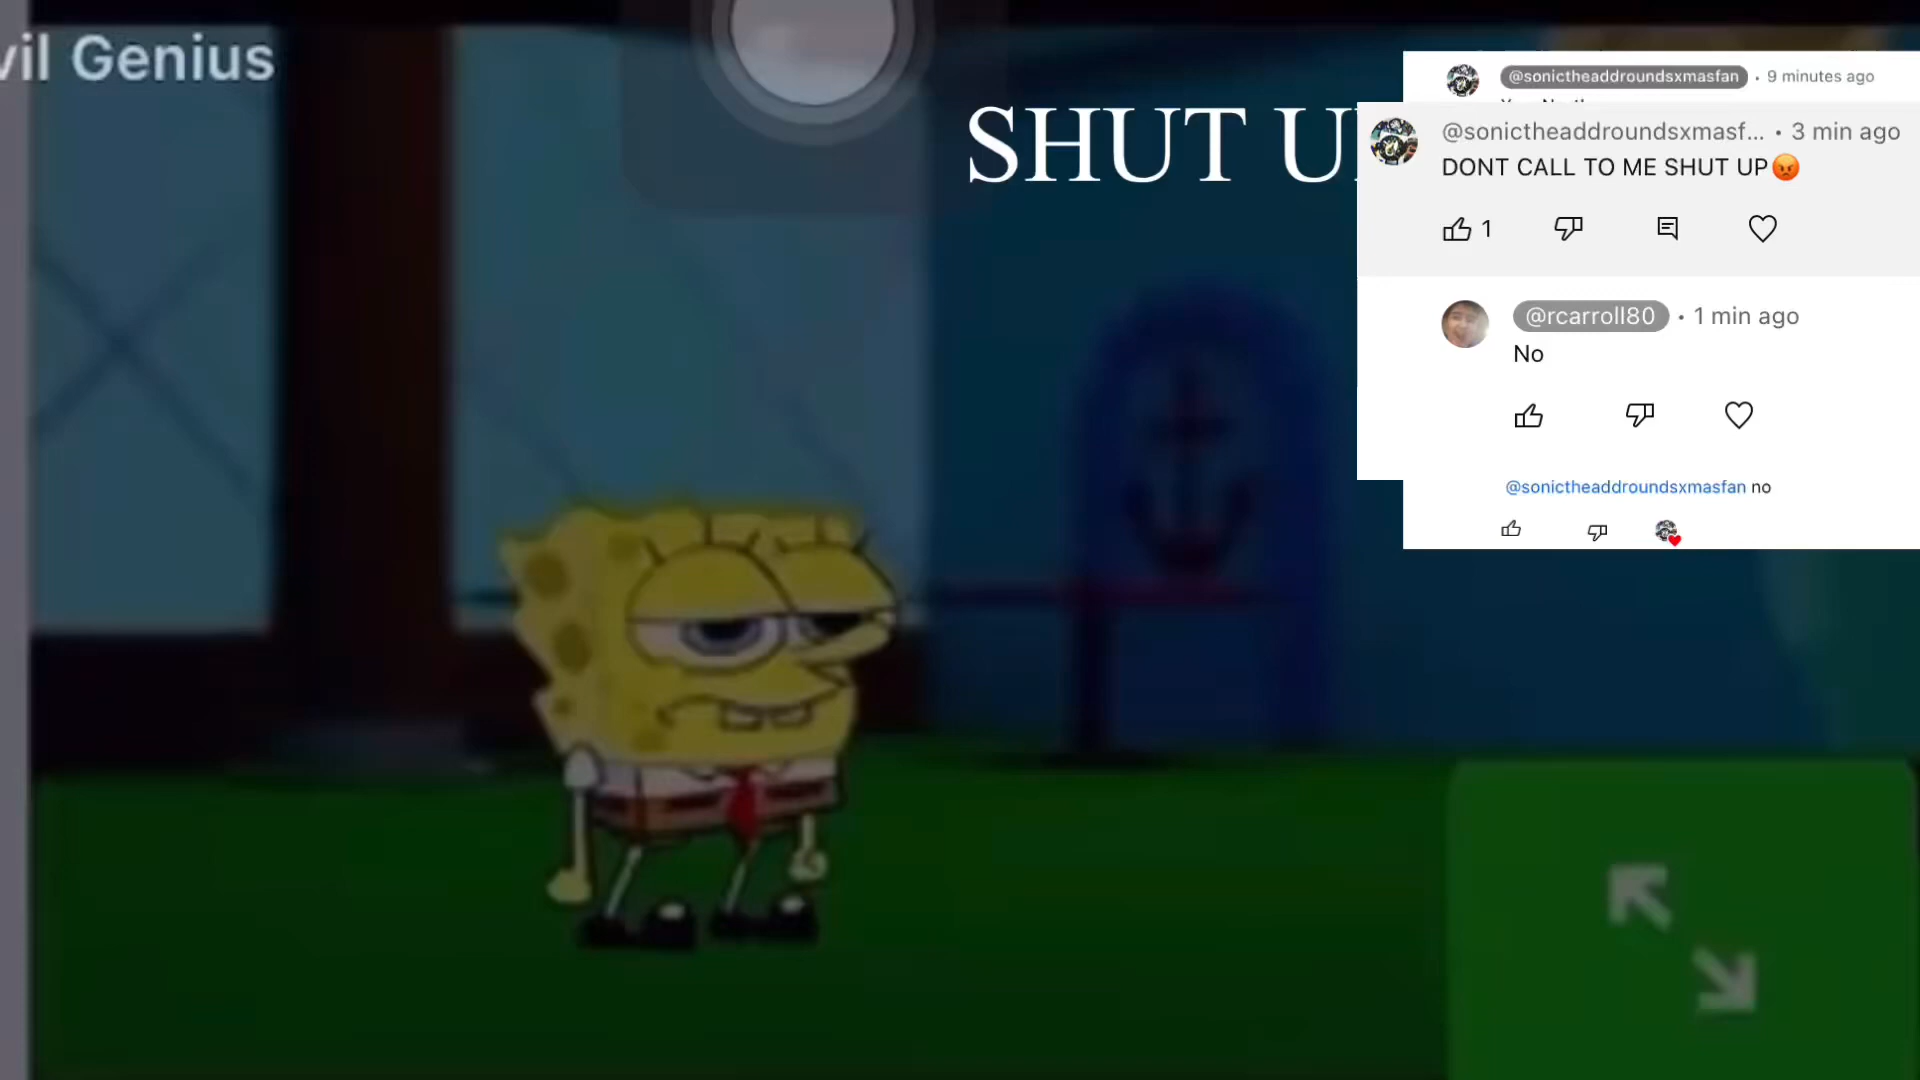 Genius
SHUT
@sonictheaddroundsxmasfan • 9 minutes ago
@sonictheaddroundsxmasf... • 3 min ago
DONT CALL TO ME SHUT UP😡
1
@rcarroll80 • 1 min ago
No
@sonictheaddroundsxmasfan no